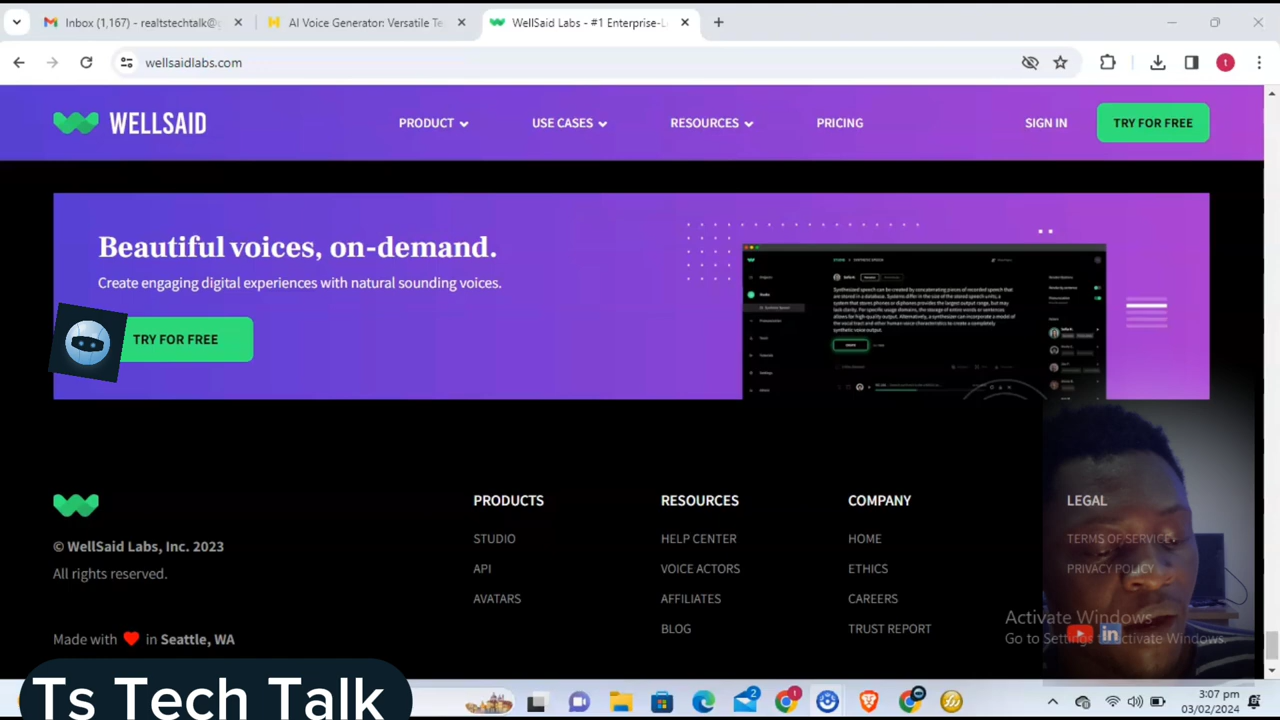 Inbox (1,167) - realtstechtalk@g
AI Voice Generator: Versatile Te
WellSaid Labs - #1 Enterprise-L
wellsaidlabs.com
t
WELLSAID
PRODUCT
USE CASES
RESOURCES
PRICING
SIGN IN
TRY FOR FREE
Beautiful voices, on-demand.
Create engaging digital experiences with natural sounding voices.
TRY FOR FREE
PRODUCTS
RESOURCES
COMPANY
LEGAL
© WellSaid Labs, Inc. 2023
All rights reserved.
STUDIO
HELP CENTER
HOME
TERMS OF SERVICE
API
VOICE ACTORS
ETHICS
PRIVACY POLICY
AVATARS
AFFILIATES
CAREERS
BLOG
TRUST REPORT
Made with ❤ in Seattle, WA
Activate Windows
Go to Settings to activate Windows.
Ts Tech Talk
2
3:07 pm
03/02/2024